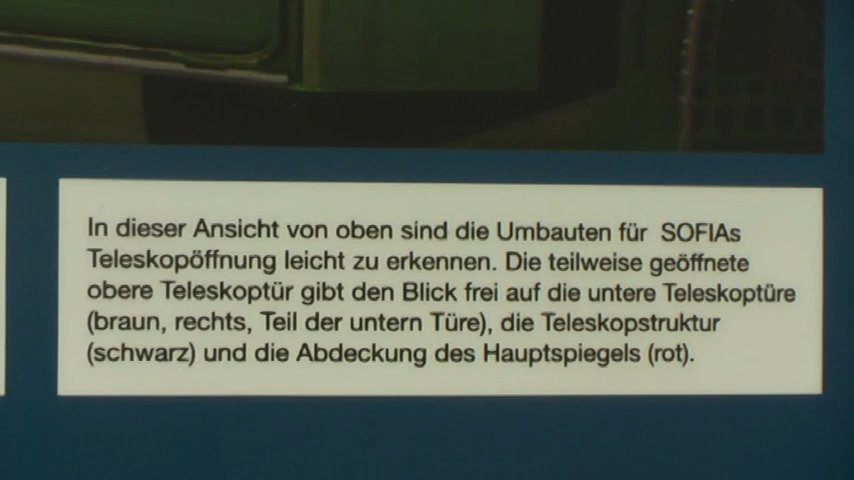 In dieser Ansicht von oben sind die Umbauten für SOFIAs
Teleskopöffnung leicht zu erkennen. Die teilweise geöffnete
obere Teleskoptür gibt den Blick frei auf die untere Teleskoptüre
(braun, rechts, Teil der untern Türe), die Teleskopstruktur
(schwarz) und die Abdeckung des Hauptspiegels (rot).